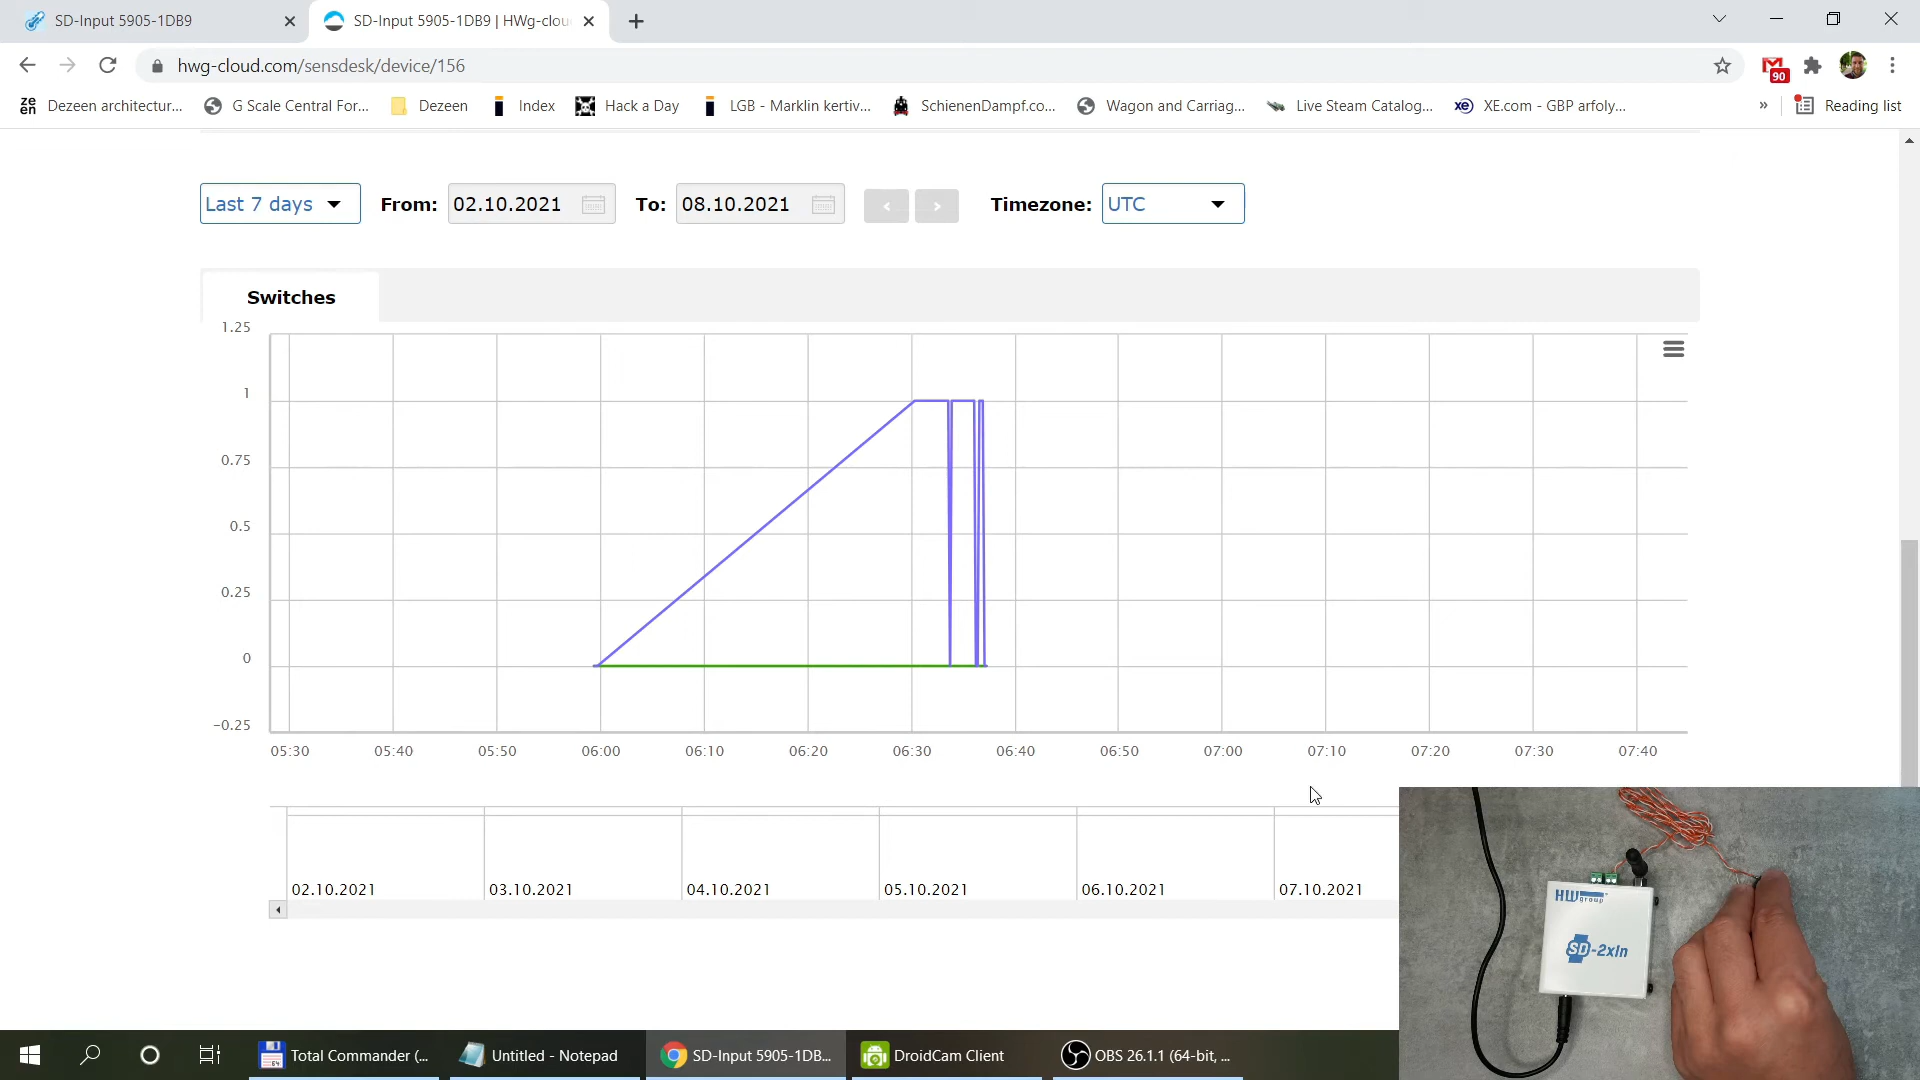 SD-Input 5905-1DB9
SD-Input 5905-1DB9 | HWg-clou
hwg-cloud.com/sensdesk/device/156
90
ze
en
Dezeen architectur...
G Scale Central For...
Dezeen
Index
Hack a Day
LGB - Marklin kertiv...
SchienenDampf.co...
Wagon and Carriag...
Live Steam Catalog...
xe
XE.com - GBP arfoly...
»
Reading list
Last 7 days
From:
02.10.2021
To:
08.10.2021
<
>
Timezone:
UTC
Switches
1.25
1
0.75
0.5
0.25
0
-0.25
05:30
05:40
05:50
06:00
06:10
06:20
06:30
06:40
06:50
07:00
07:10
07:20
07:30
07:40
02.10.2021
03.10.2021
04.10.2021
05.10.2021
06.10.2021
07.10.2021
HW group
SD-2xIn
64
Total Commander (...
Untitled - Notepad
SD-Input 5905-1DB...
DroidCam Client
OBS 26.1.1 (64-bit, ...